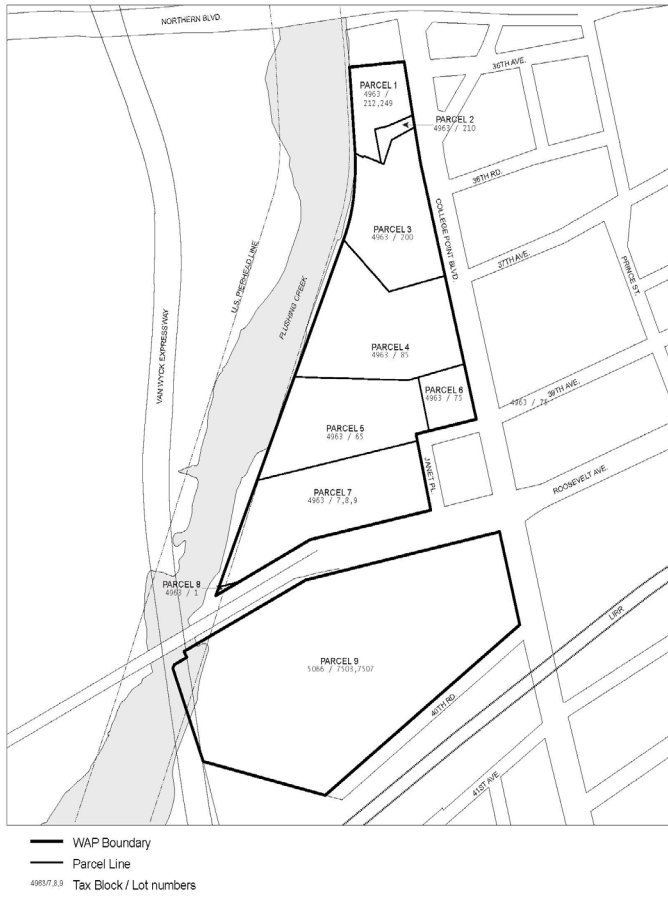 NORTHERN BLVD.
36TH AVE.
PARCEL 1
4963 /
212,249
PARCEL 2
4963 / 210
36TH RD.
COLLEGE POINT BLVD.
PARCEL 3
4963 / 200
37TH AVE.
PRINCE ST.
U.S. PIERHEAD LINE
FLUSHING CREEK
VAN WYCK EXPRESSWAY
PARCEL 4
4963 / 85
PARCEL 6
4963 / 75
39TH AVE.
PARCEL 5
4963 / 65
JANET PL.
ROOSEVELT AVE.
PARCEL 7
4963 / 7,8,9
PARCEL 8
4963 / 1
LIRR
PARCEL 9
5066 / 7503,7507
40TH RD.
41ST AVE.
WAP Boundary
Parcel Line
4963/7,8,9 Tax Block / Lot numbers